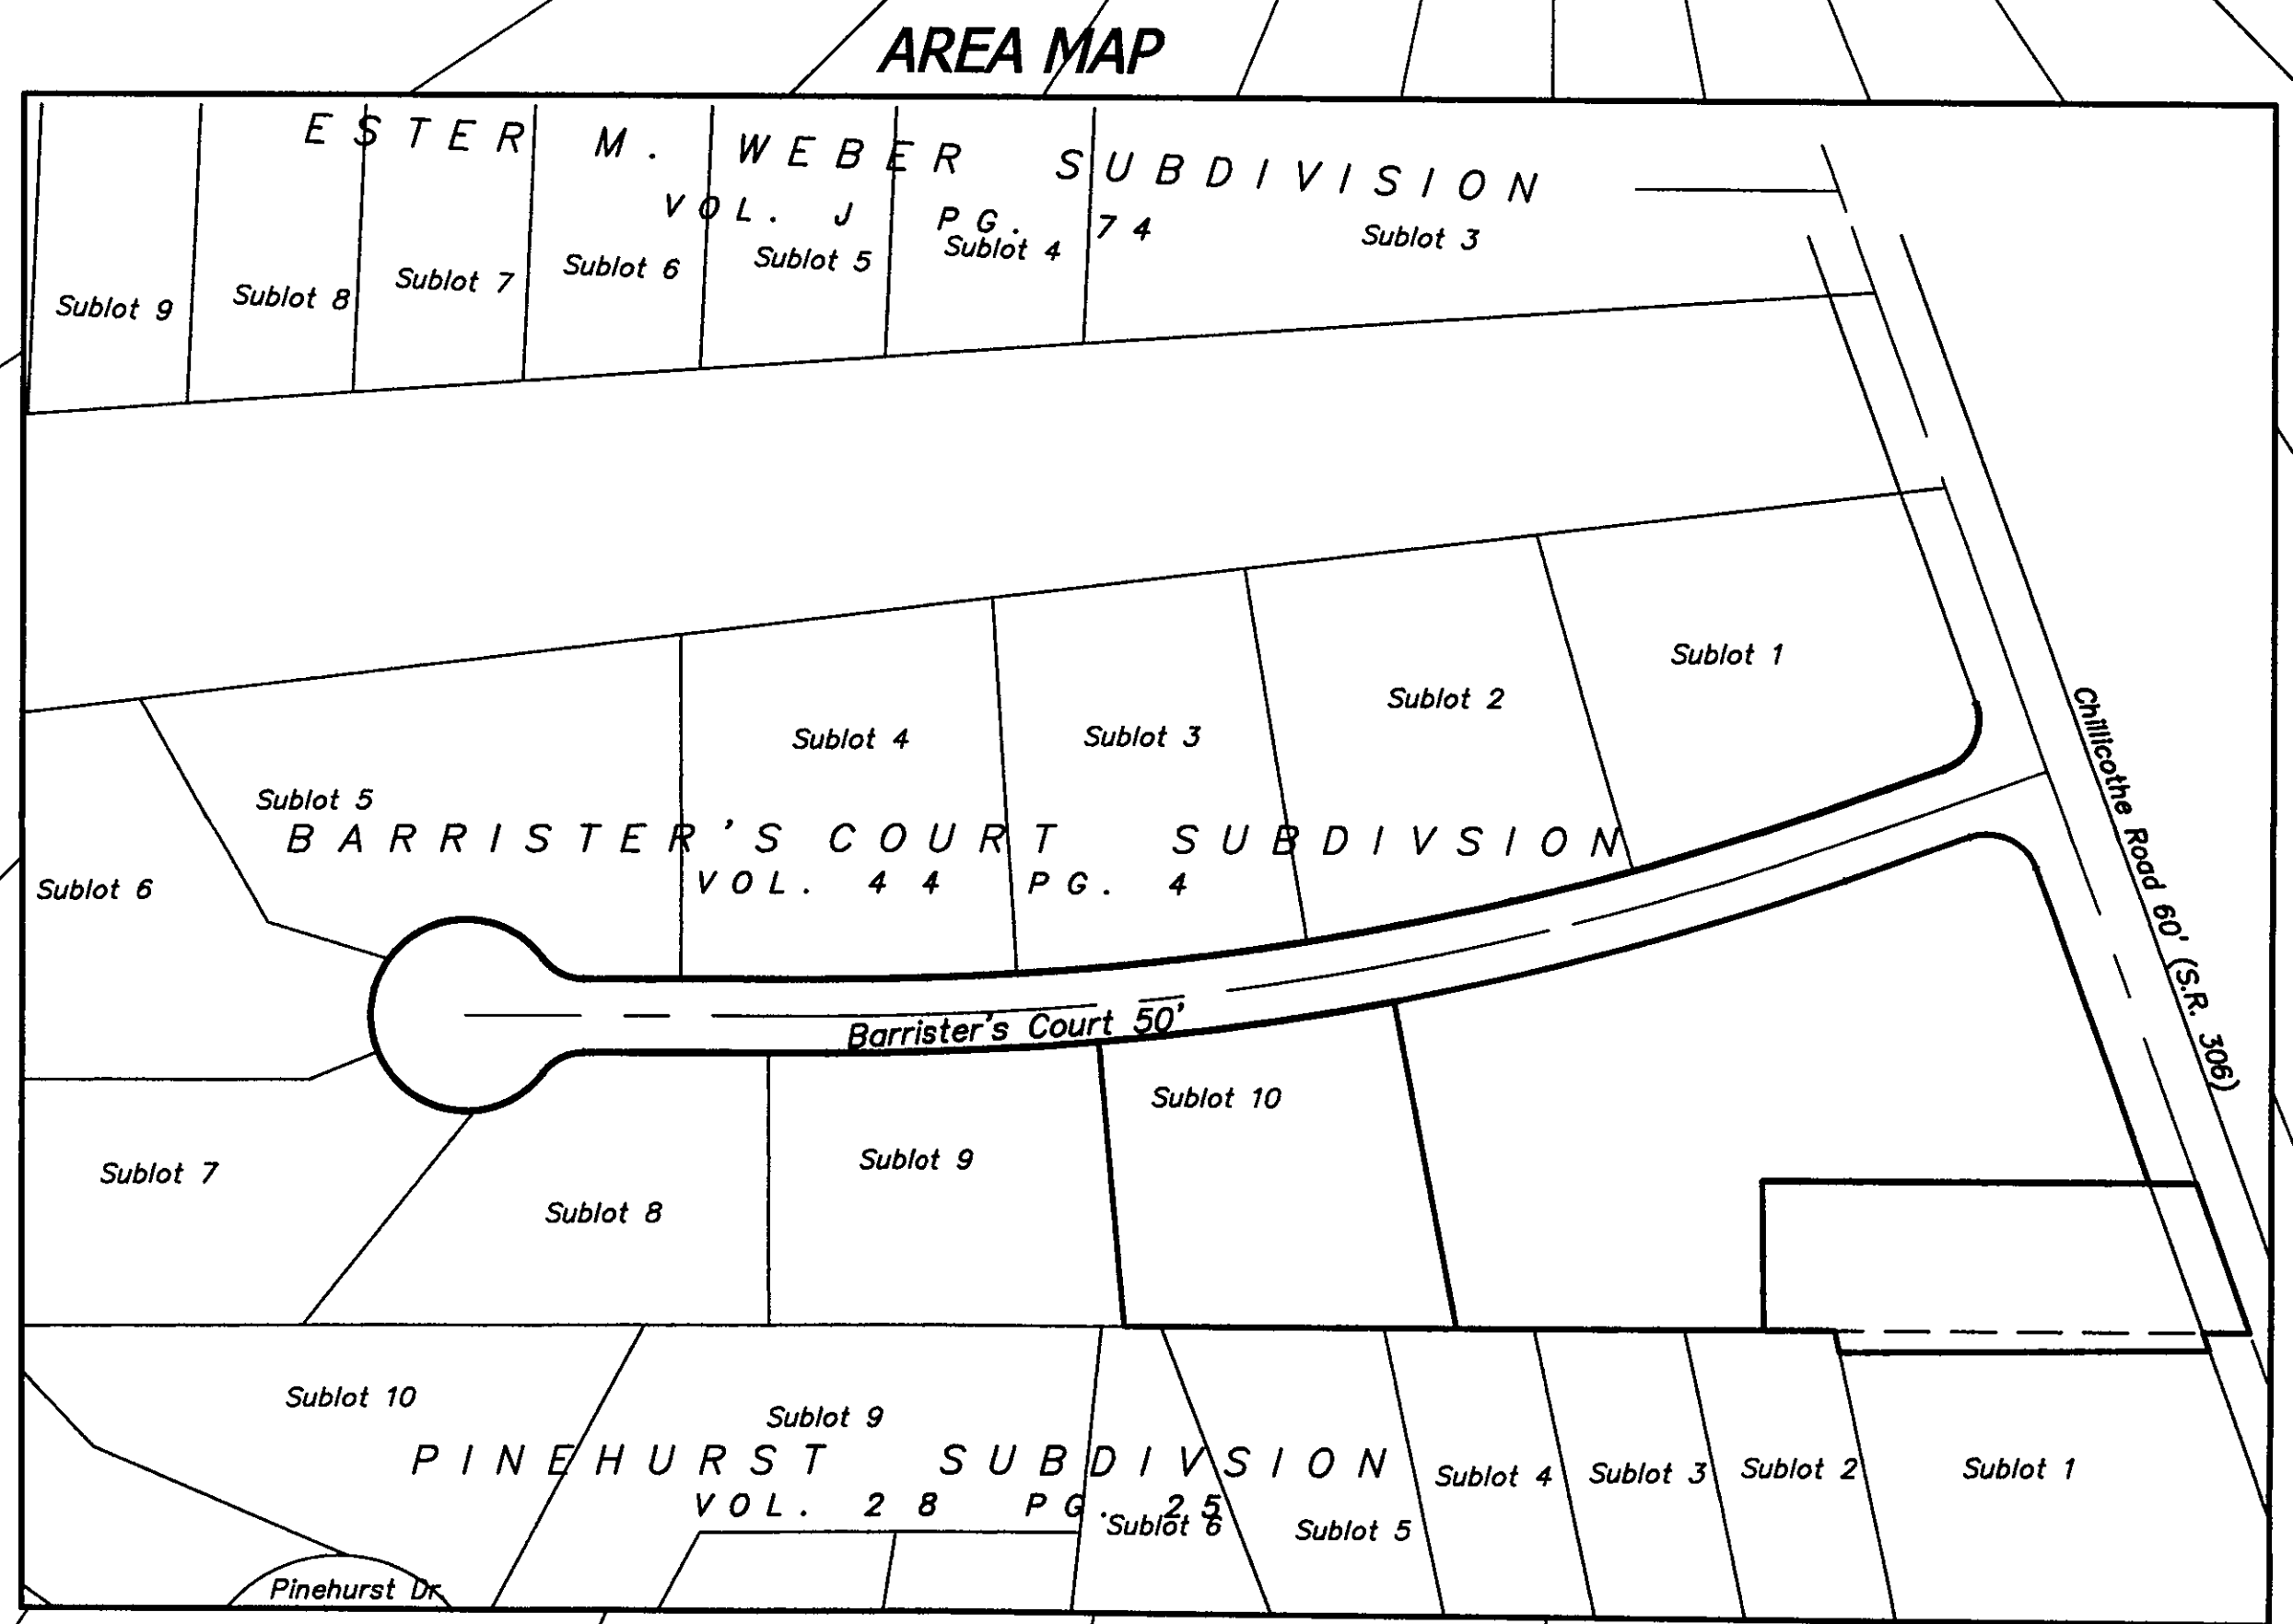 AREA MAP
ESTER M. WEBER SUBDIVISION
VOL. J PG. 74
Sublot 9
Sublot 8
Sublot 7
Sublot 6
Sublot 5
Sublot 4
Sublot 3
Sublot 1
Sublot 2
Sublot 3
Sublot 4
Sublot 5
BARRISTER'S COURT SUBDIVSION
VOL. 44 PG. 4
Sublot 6
Chillicothe Road 60' (S.R. 306)
Barrister's Court 50'
Sublot 10
Sublot 9
Sublot 7
Sublot 8
Sublot 10
Sublot 9
PINEHURST SUBDIVSION
VOL. 28 PG. 25
Sublot 6
Sublot 5
Sublot 4
Sublot 3
Sublot 2
Sublot 1
Pinehurst Dr